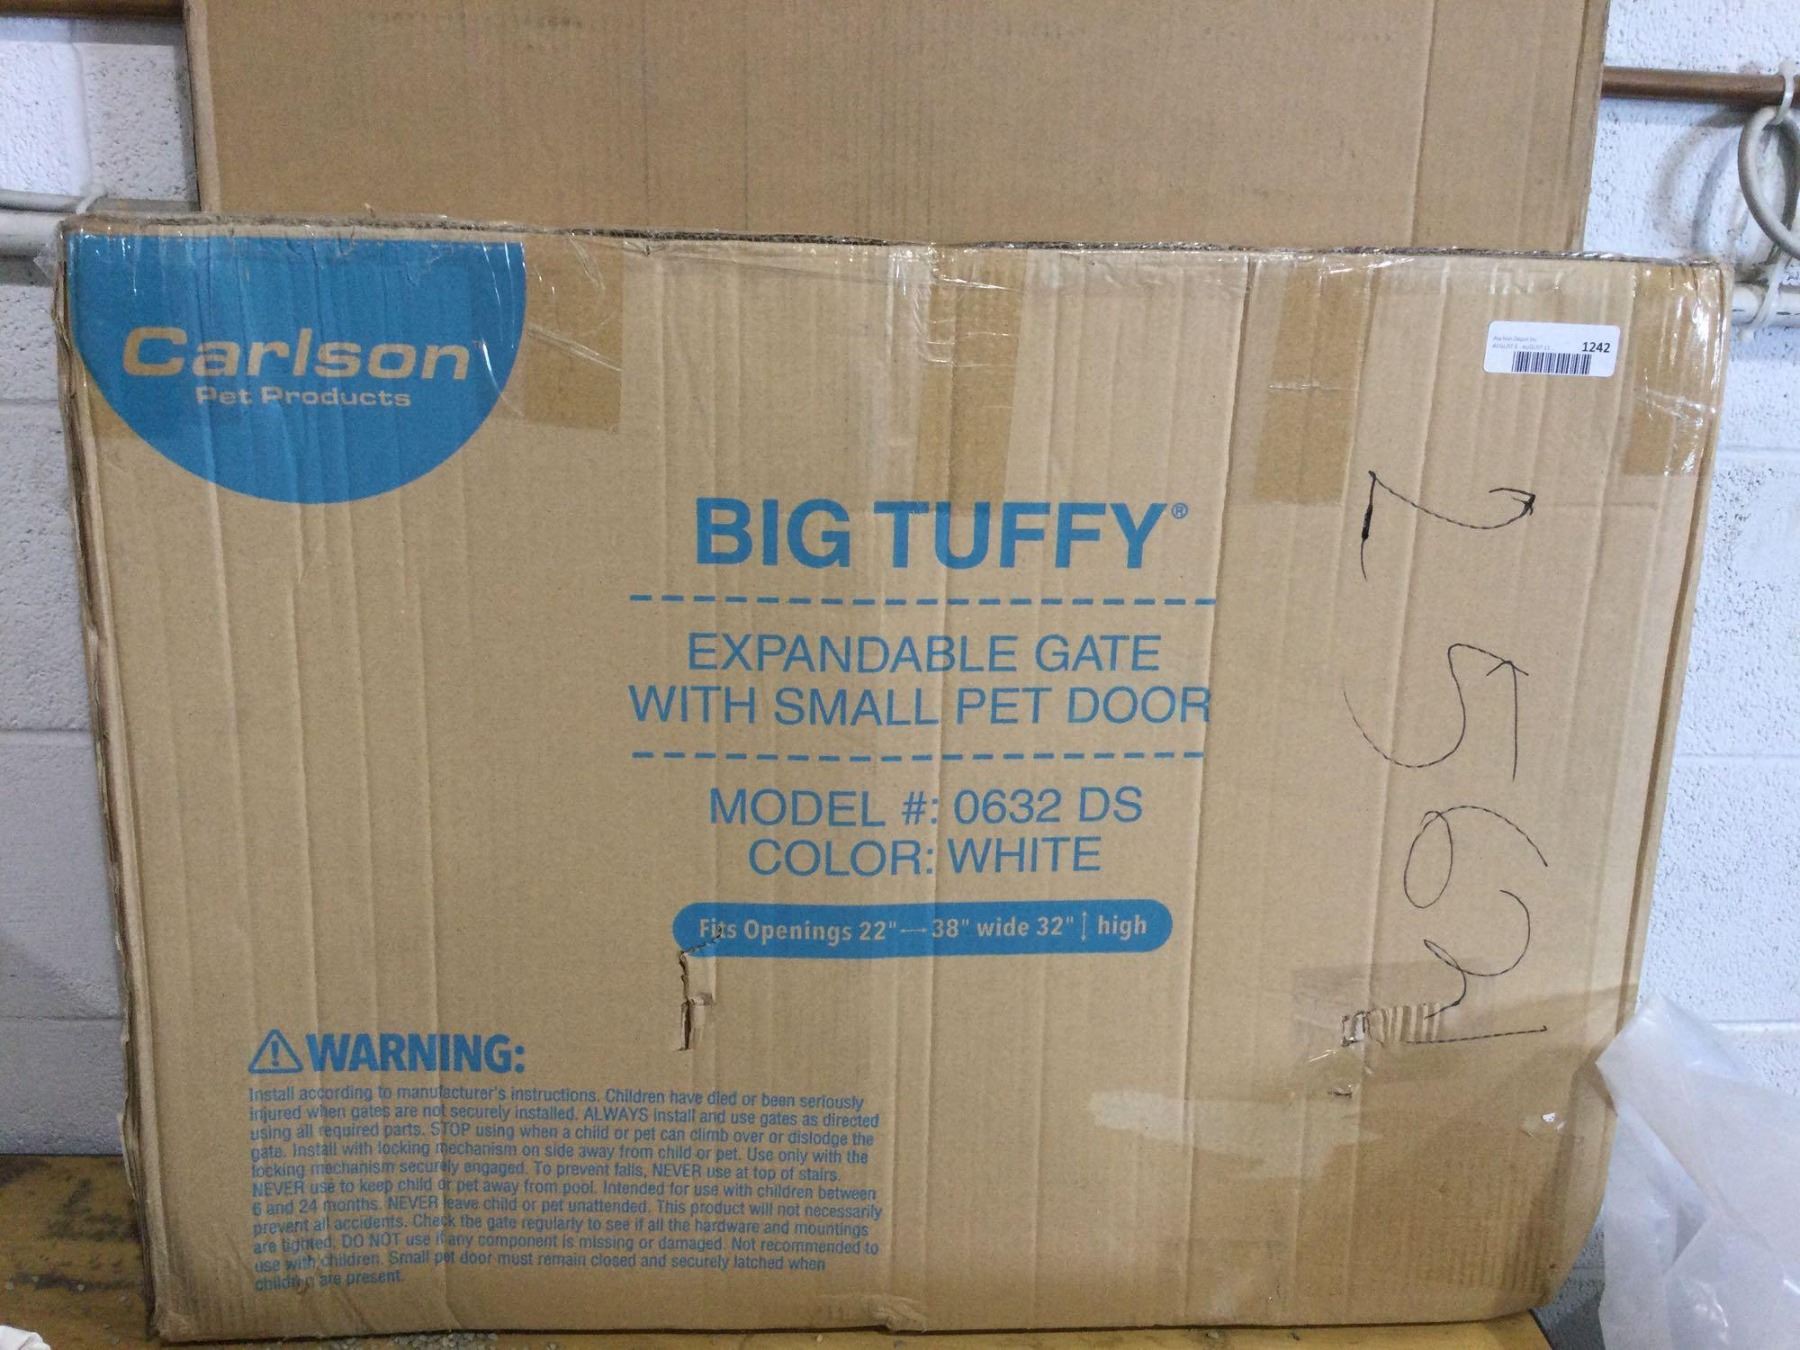 Carlson
Pet Products
1242
BIG TUFFY®
EXPANDABLE GATE
WITH SMALL PET DOOR
MODEL #: 0632 DS
COLOR: WHITE
Fits Openings 22"—38" wide 32" high
WARNING:
Install according to manufacturer's instructions. Children have died or been seriously
injured when gates are not securely installed. ALWAYS install and use gates as directed
using all required parts. STOP using when a child or pet can climb over or dislodge the
gate. Install with locking mechanism on side away from child or pet. Use only with the
locking mechanism securely engaged. To prevent falls, NEVER use at top of stairs.
NEVER use to keep child or pet away from pool. Intended for use with children between
6 and 24 months. NEVER leave child or pet unattended. This product will not necessarily
prevent all accidents. Check the gate regularly to see if all the hardware and mountings
are tighted. DO NOT use if any component is missing or damaged. Not recommended to
use with children. Small pet door must remain closed and securely latched when
children are present.